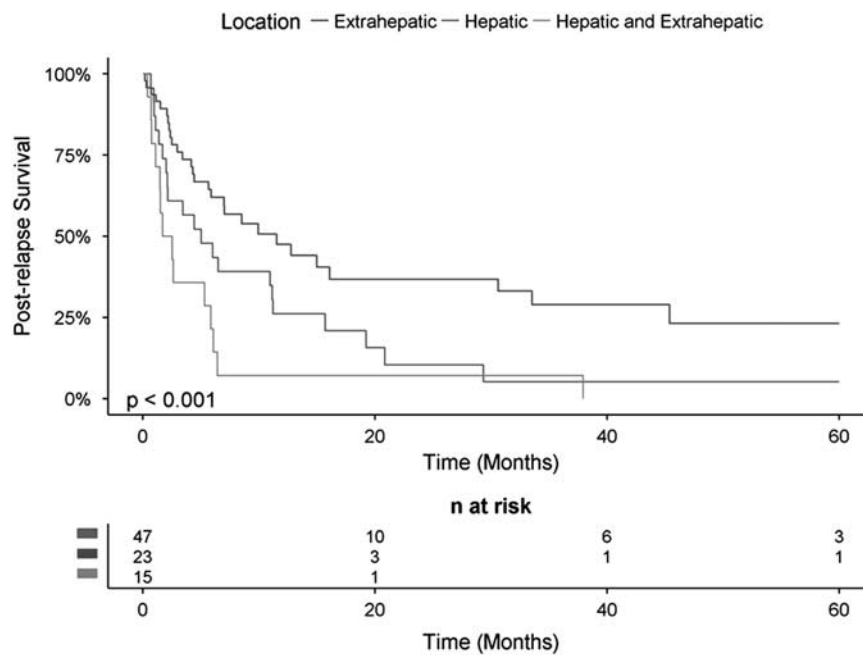 Location Extrahepatic Hepatic Hepatic and Extrahepatic
100%
75%
50%
25%
0%
Post-relapse Survival
p < 0.001
0 20 40 60
Time (Months)
n at risk
47 10 6 3
23 3 1 1
15 1
0 20 40 60
Time (Months)